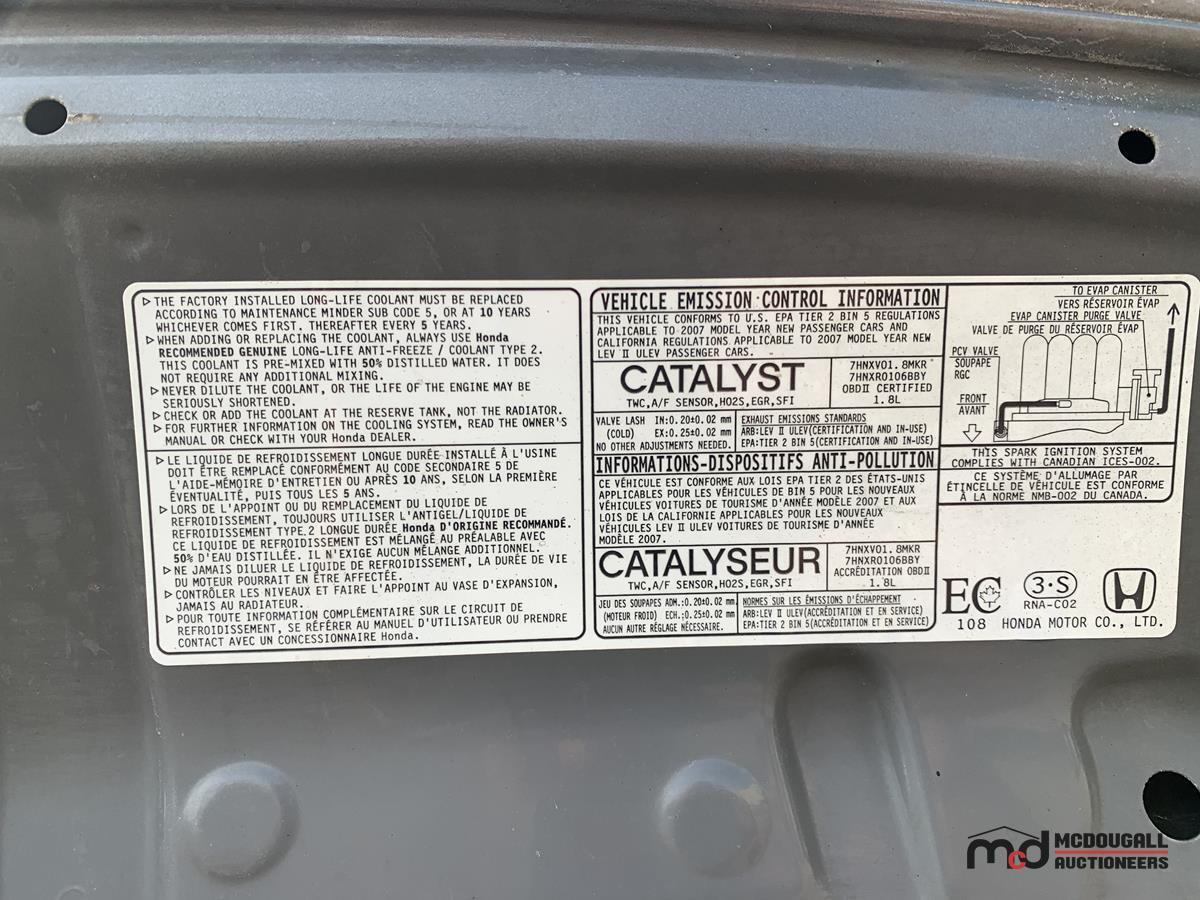 ▷ THE FACTORY INSTALLED LONG-LIFE COOLANT MUST BE REPLACED
ACCORDING TO MAINTENANCE MINDER SUB CODE 5, OR AT 10 YEARS
WHICHEVER COMES FIRST. THEREAFTER EVERY 5 YEARS.
▷ WHEN ADDING OR REPLACING THE COOLANT, ALWAYS USE Honda
RECOMMENDED GENUINE LONG-LIFE ANTI-FREEZE / COOLANT TYPE 2.
THIS COOLANT IS PRE-MIXED WITH 50% DISTILLED WATER. IT DOES
NOT REQUIRE ANY ADDITIONAL MIXING.
▷ NEVER DILUTE THE COOLANT, OR THE LIFE OF THE ENGINE MAY BE
SERIOUSLY SHORTENED.
▷ CHECK OR ADD THE COOLANT AT THE RESERVE TANK, NOT THE RADIATOR.
▷ FOR FURTHER INFORMATION ON THE COOLING SYSTEM, READ THE OWNER'S
MANUAL OR CHECK WITH YOUR Honda DEALER.
▷ LE LIQUIDE DE REFROIDISSEMENT LONGUE DURÉE INSTALLÉ À L'USINE
DOIT ÊTRE REMPLACÉ CONFORMÉMENT AU CODE SECONDAIRE 5 DE
L'AIDE-MÉMOIRE D'ENTRETIEN OU APRÈS 10 ANS, SELON LA PREMIÈRE
ÉVENTUALITÉ, PUIS TOUS LES 5 ANS.
▷ LORS DE L'APPOINT OU DU REMPLACEMENT DU LIQUIDE DE
REFROIDISSEMENT, TOUJOURS UTILISER L'ANTIGEL/LIQUIDE DE
REFROIDISSEMENT TYPE 2 LONGUE DURÉE Honda D'ORIGINE RECOMMANDÉ.
CE LIQUIDE DE REFROIDISSEMENT EST MÉLANGÉ AU PRÉALABLE AVEC
50% D'EAU DISTILLÉE. IL N'EXIGE AUCUN MÉLANGE ADDITIONNEL.
▷ NE JAMAIS DILUER LE LIQUIDE DE REFROIDISSEMENT, LA DURÉE DE VIE
DU MOTEUR POURRAIT EN ÊTRE AFFECTÉE.
▷ CONTRÔLER LES NIVEAUX ET FAIRE L'APPOINT AU VASE D'EXPANSION,
JAMAIS AU RADIATEUR.
▷ POUR TOUTE INFORMATION COMPLÉMENTAIRE SUR LE CIRCUIT DE
REFROIDISSEMENT, SE RÉFÉRER AU MANUEL D'UTILISATEUR OU PRENDRE
CONTACT AVEC UN CONCESSIONNAIRE Honda.
VEHICLE EMISSION CONTROL INFORMATION
THIS VEHICLE CONFORMS TO U.S. EPA TIER 2 BIN 5 REGULATIONS
APPLICABLE TO 2007 MODEL YEAR NEW PASSENGER CARS AND
CALIFORNIA REGULATIONS APPLICABLE TO 2007 MODEL YEAR NEW
LEV II ULEV PASSENGER CARS.
CATALYST
TWC,A/F SENSOR,HO2S,EGR,SFI
7HNXV01.8MKR
7HNXR0106BBY
OBDII CERTIFIED
1.8L
VALVE LASH IN:0.20±0.02 mm
(COLD) EX:0.25±0.02 mm
NO OTHER ADJUSTMENTS NEEDED.
EXHAUST EMISSIONS STANDARDS
ARB:LEV II ULEV(CERTIFICATION AND IN-USE)
EPA:TIER 2 BIN 5(CERTIFICATION AND IN-USE)
INFORMATIONS-DISPOSITIFS ANTI-POLLUTION
CE VÉHICULE EST CONFORME AUX LOIS EPA TIER 2 DES ÉTATS-UNIS
APPLICABLES POUR LES VÉHICULES DE BIN 5 POUR LES NOUVEAUX
VÉHICULES VOITURES DE TOURISME D'ANNÉE MODÈLE 2007 ET AUX
LOIS DE LA CALIFORNIE APPLICABLES POUR LES NOUVEAUX
VÉHICULES LEV II ULEV VOITURES DE TOURISME D'ANNÉE
MODÈLE 2007.
CATALYSEUR
TWC,A/F SENSOR,HO2S,EGR,SFI
7HNXV01.8MKR
7HNXR0106BBY
ACCRÉDITATION OBDII
1.8L
JEU DES SOUPAPES ADM.:0.20±0.02 mm
(MOTEUR FROID) ECH.:0.25±0.02 mm
AUCUN AUTRE RÉGLAGE NÉCESSAIRE.
NORMES SUR LES ÉMISSIONS D'ÉCHAPPEMENT
ARB:LEV II ULEV(ACCRÉDITATION ET EN SERVICE)
EPA:TIER 2 BIN 5(ACCRÉDITATION ET EN SERVICE)
TO EVAP CANISTER
VERS RÉSERVOIR ÉVAP
EVAP CANISTER PURGE VALVE
VALVE DE PURGE DU RÉSERVOIR ÉVAP
PCV VALVE
SOUPAPE
RGC
FRONT
AVANT
THIS SPARK IGNITION SYSTEM
COMPLIES WITH CANADIAN ICES-002.
CE SYSTÈME D'ALLUMAGE PAR
ÉTINCELLE DE VÉHICULE EST CONFORME
À LA NORME NMB-002 DU CANADA.
EC
108
3·S
RNA-C02
HONDA MOTOR CO., LTD.
mcd MCDOUGALL
AUCTIONEERS